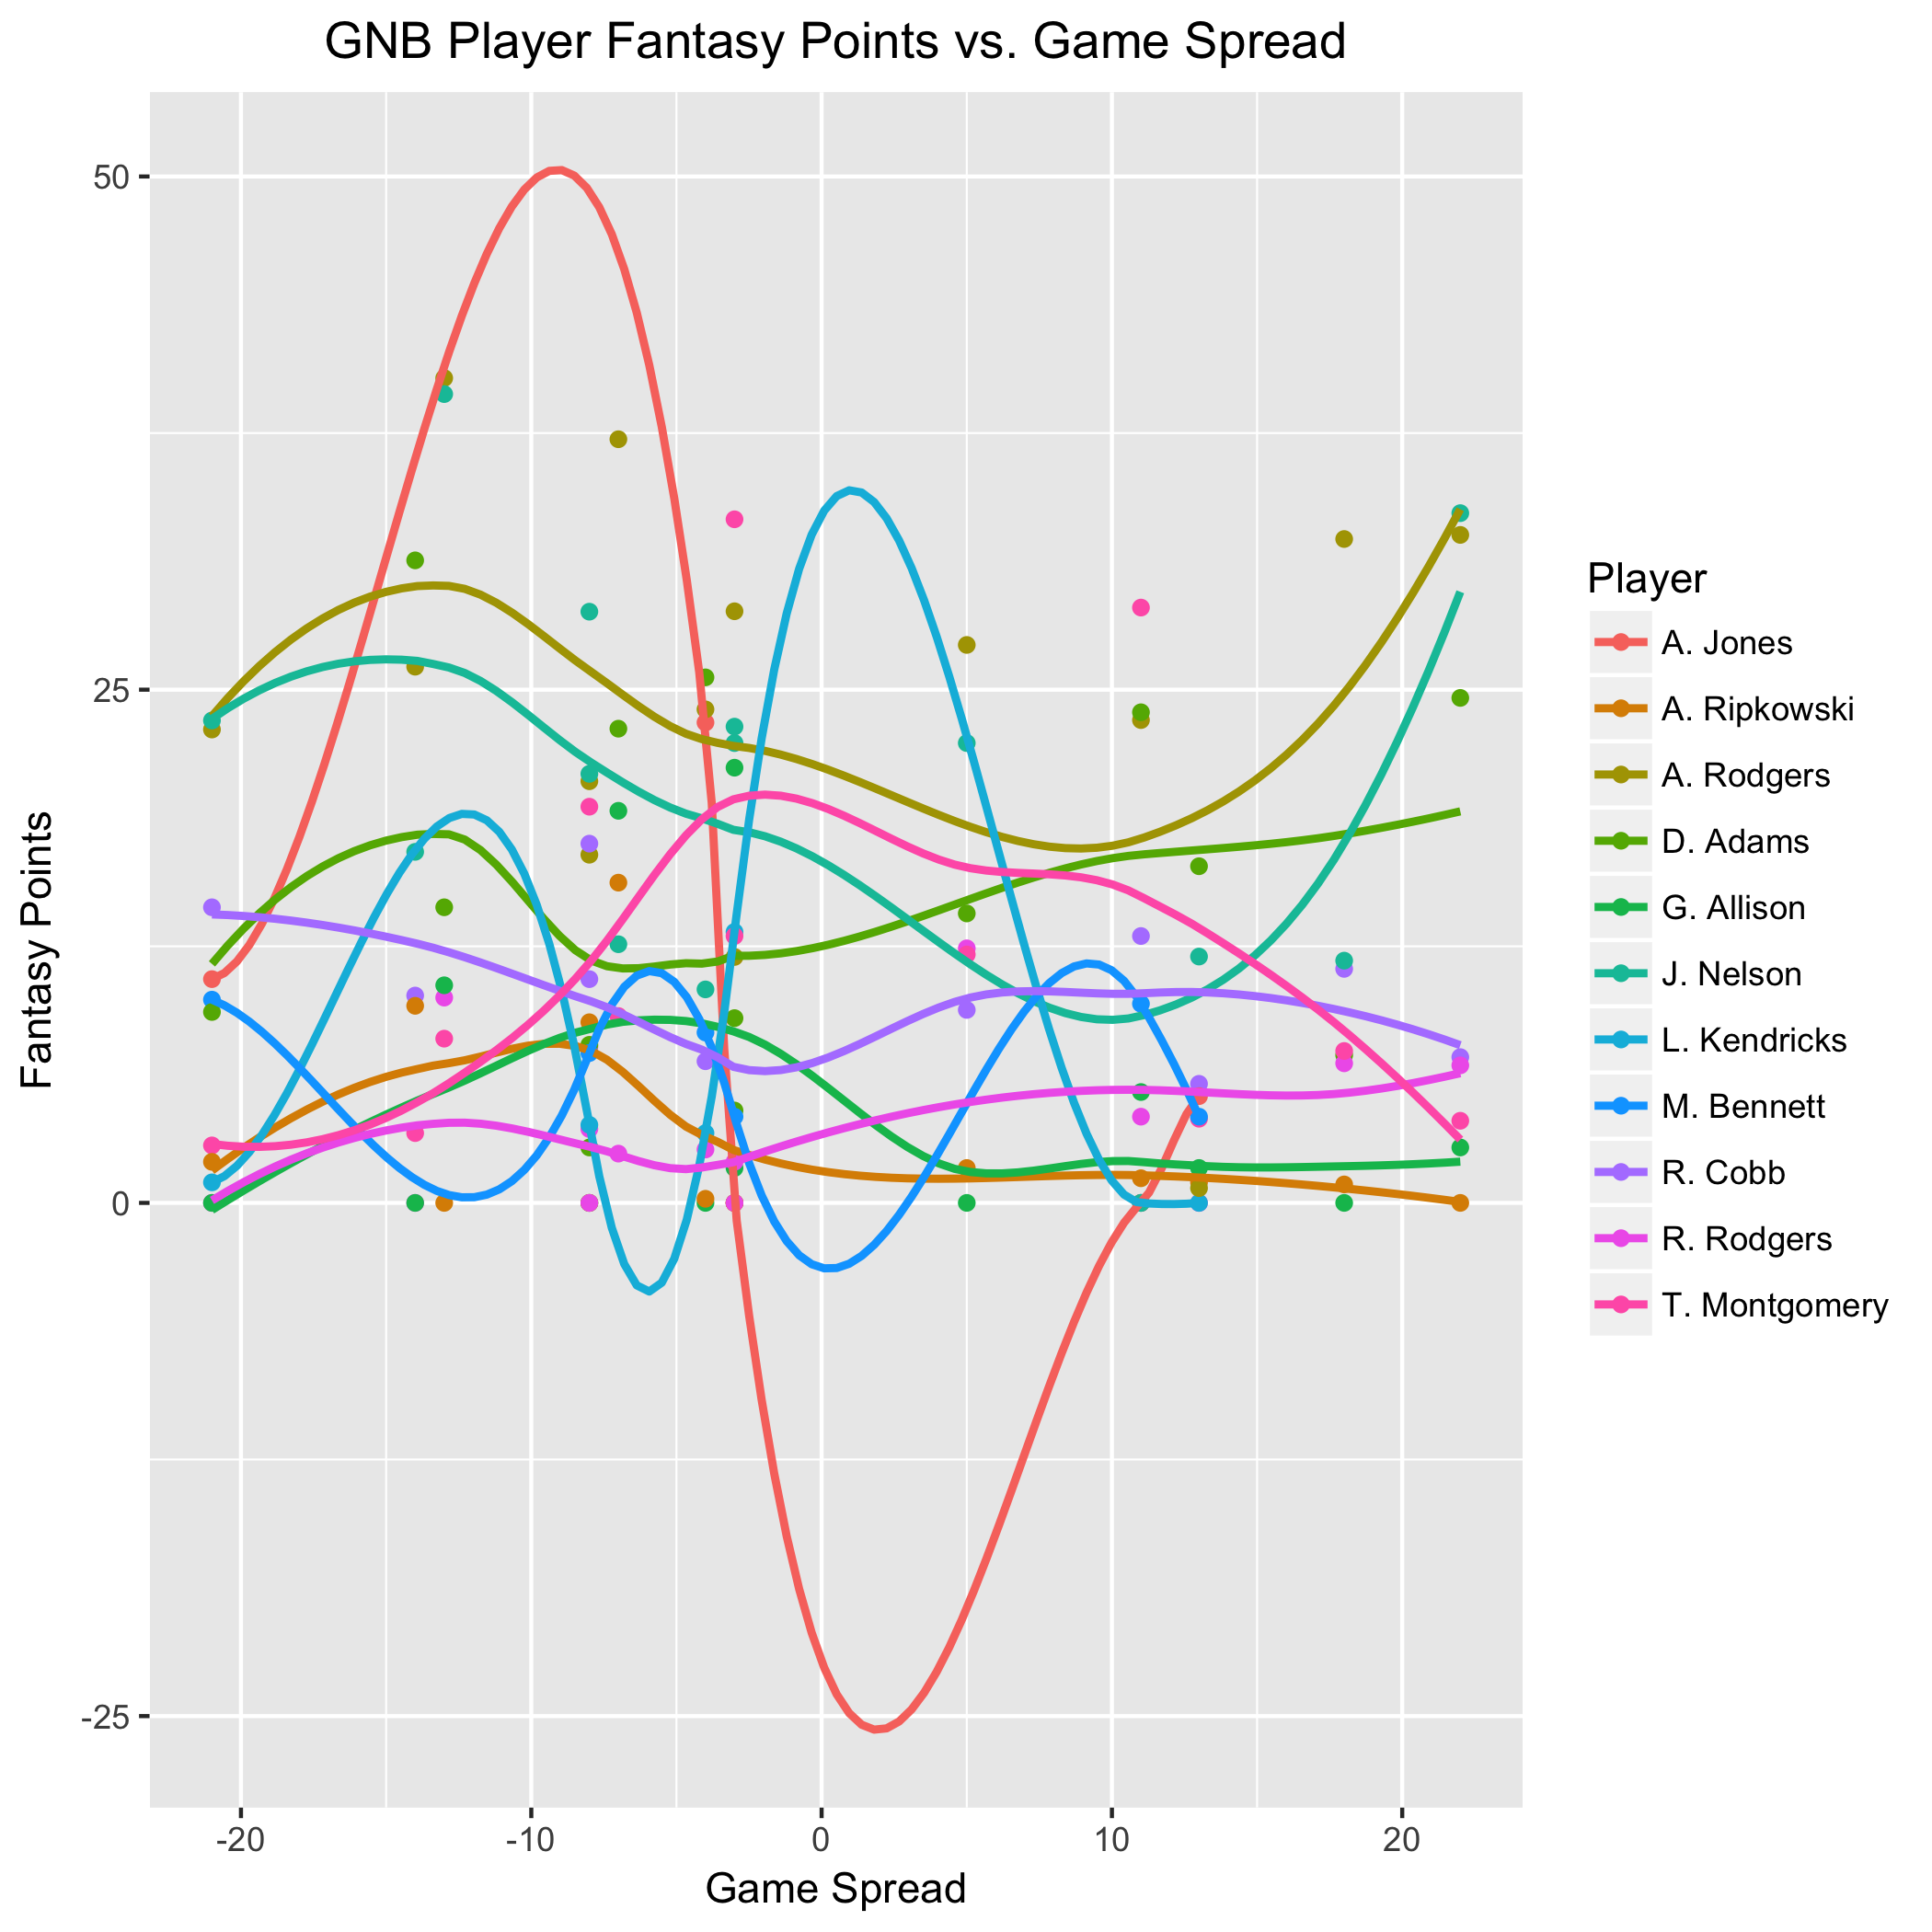 GNB Player Fantasy Points vs. Game Spread
50
25
0
-25
Fantasy Points
-20 -10 0 10 20
Game Spread
Player
A. Jones
A. Ripkowski
A. Rodgers
D. Adams
G. Allison
J. Nelson
L. Kendricks
M. Bennett
R. Cobb
R. Rodgers
T. Montgomery